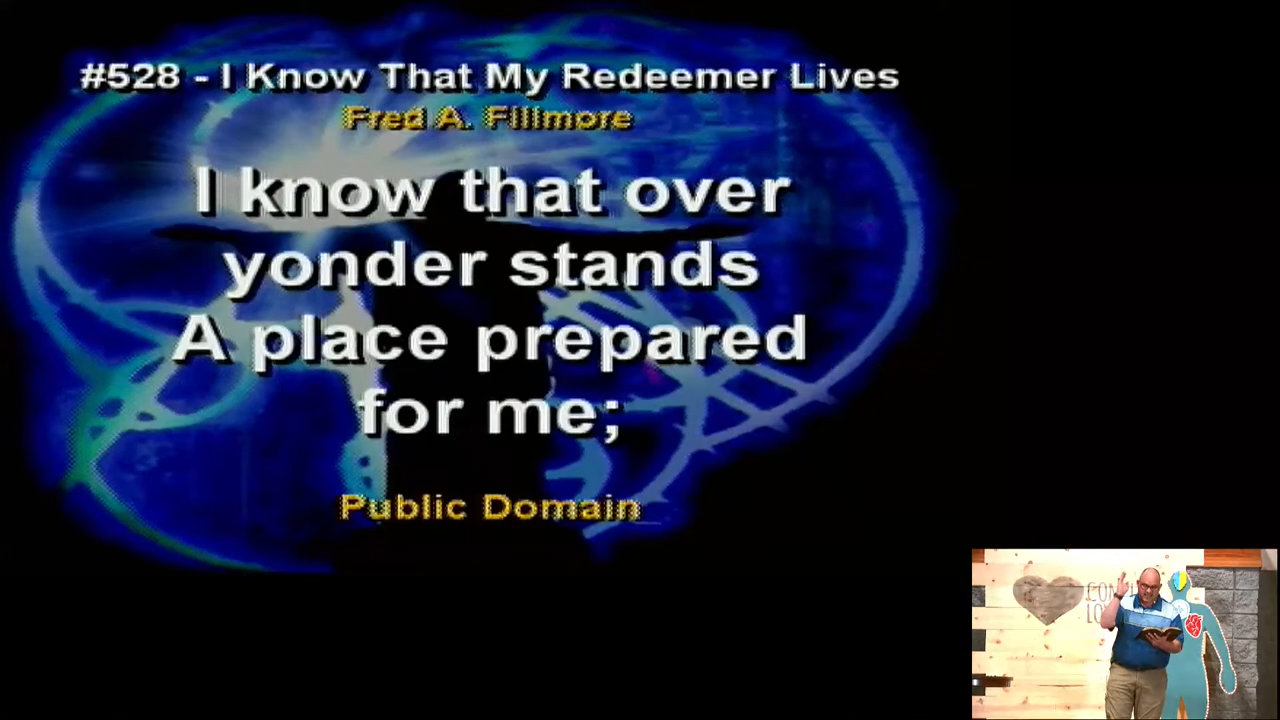 #528 - I Know That My Redeemer Lives
Fred A. Fillmore
I know that over
yonder stands
A place prepared
for me;
Public Domain